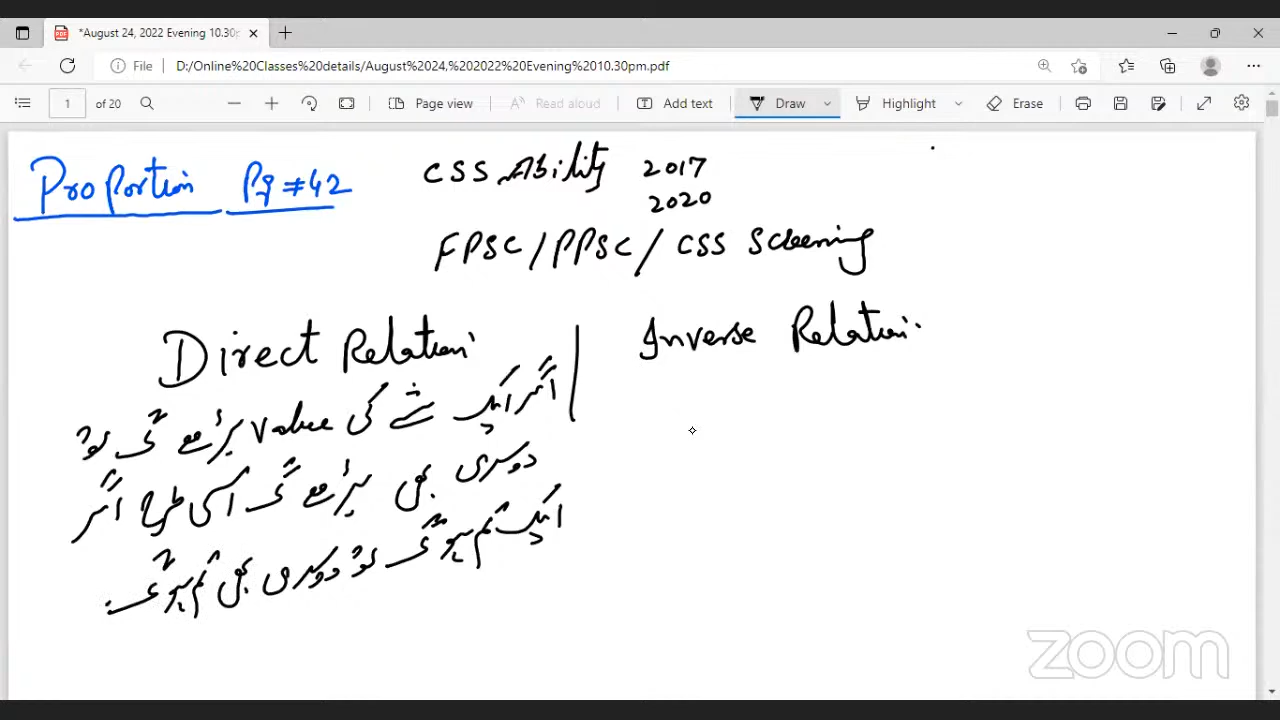 *August 24, 2022 Evening 10.30p
File D:/Online%20Classes%20details/August%2024,%202022%20Evening%2010.30pm.pdf
1 of 20 Page view Read aloud Add text Draw Highlight Erase
Proportion Pg #42
CSS Ability 2017
2020
FPSC/PPSC/CSS Screening
Direct Relation
Inverse Relation.
اگر ایک شے کی value بڑھے گی تو
دوسری بھی بڑھے گی اسی طرح اگر
ایک کم ہو گی تو دوسری بھی کم ہو گی۔
zoom